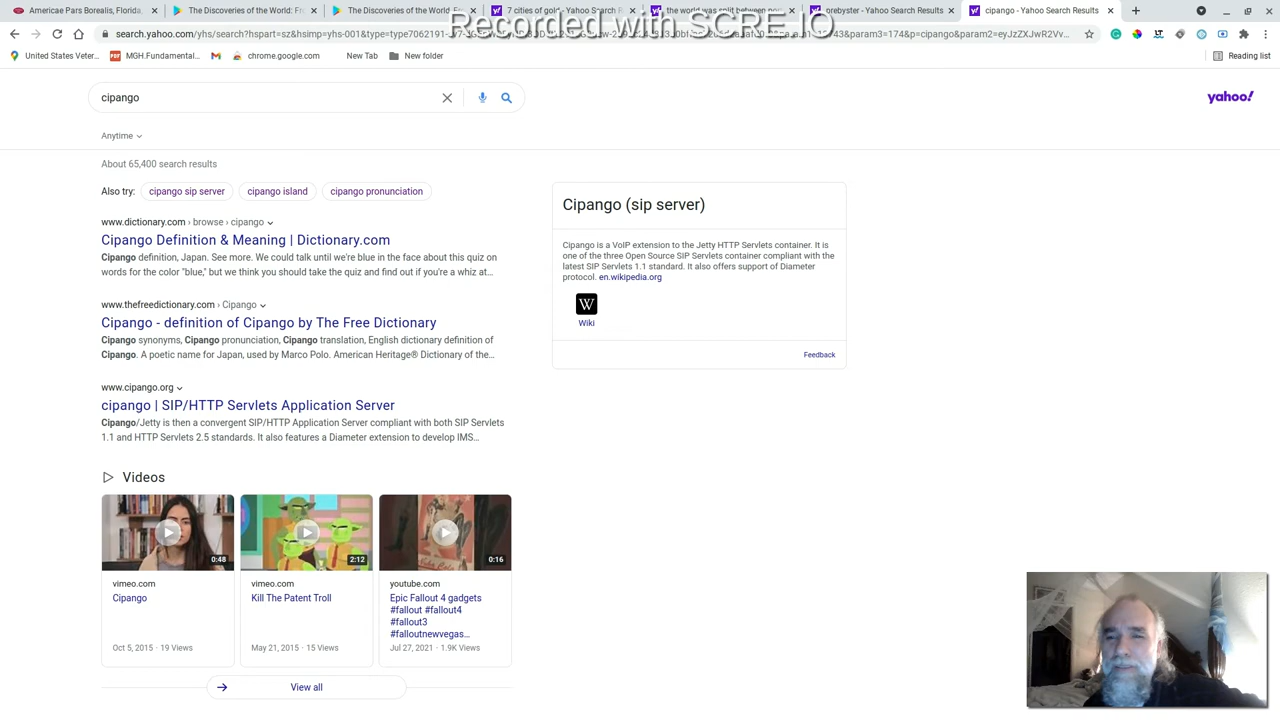 Americae Pars Borealis, Florida,
The Discoveries of the World: Fr
The Discoveries of the World: Fr
7 cities of gold - Yahoo Search R
the world was split between po
orebyster - Yahoo Search Results
cipango - Yahoo Search Results
Recorded with SCRE.IO
United States Veter...
MGH.Fundamental...
chrome.google.com
New Tab
New folder
Reading list
cipango
yahoo!
Anytime
About 65,400 search results
Also try: cipango sip server cipango island cipango pronunciation
www.dictionary.com › browse › cipango
Cipango Definition & Meaning | Dictionary.com
Cipango definition, Japan. See more. We could talk until we're blue in the face about this quiz on
words for the color "blue," but we think you should take the quiz and find out if you're a whiz at...
www.thefreedictionary.com › Cipango
Cipango - definition of Cipango by The Free Dictionary
Cipango synonyms, Cipango pronunciation, Cipango translation, English dictionary definition of
Cipango. A poetic name for Japan, used by Marco Polo. American Heritage® Dictionary of the...
www.cipango.org
cipango | SIP/HTTP Servlets Application Server
Cipango/Jetty is then a convergent SIP/HTTP Application Server compliant with both SIP Servlets
1.1 and HTTP Servlets 2.5 standards. It also features a Diameter extension to develop IMS...
Videos
0:48
2:12
0:16
vimeo.com
Cipango
Oct 5, 2015 · 19 Views
vimeo.com
Kill The Patent Troll
May 21, 2015 · 15 Views
youtube.com
Epic Fallout 4 gadgets
#fallout #fallout4
#fallout3
#falloutnewvegas...
Jul 27, 2021 · 1.9K Views
View all
Cipango (sip server)
Cipango is a VoIP extension to the Jetty HTTP Servlets container. It is
one of the three Open Source SIP Servlets container compliant with the
latest SIP Servlets 1.1 standard. It also offers support of Diameter
protocol. en.wikipedia.org
W
Wiki
Feedback